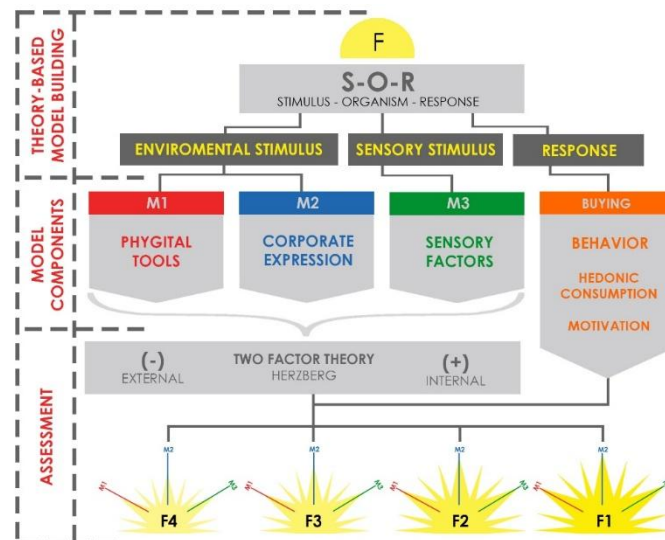 THEORY-BASED
MODEL BUILDING
F
S-O-R
STIMULUS - ORGANISM - RESPONSE
ENVIROMENTAL STIMULUS
SENSORY STIMULUS
RESPONSE
MODEL
COMPONENTS
M1
PHYGITAL
TOOLS
M2
CORPORATE
EXPRESSION
M3
SENSORY
FACTORS
BUYING
BEHAVIOR
HEDONIC
CONSUMPTION
MOTIVATION
ASSESSMENT
(-)
EXTERNAL
TWO FACTOR THEORY
HERZBERG
(+)
INTERNAL
M1
M2
M3
F4
M1
M2
M3
F3
M1
M2
M3
F2
M1
M2
M3
F1